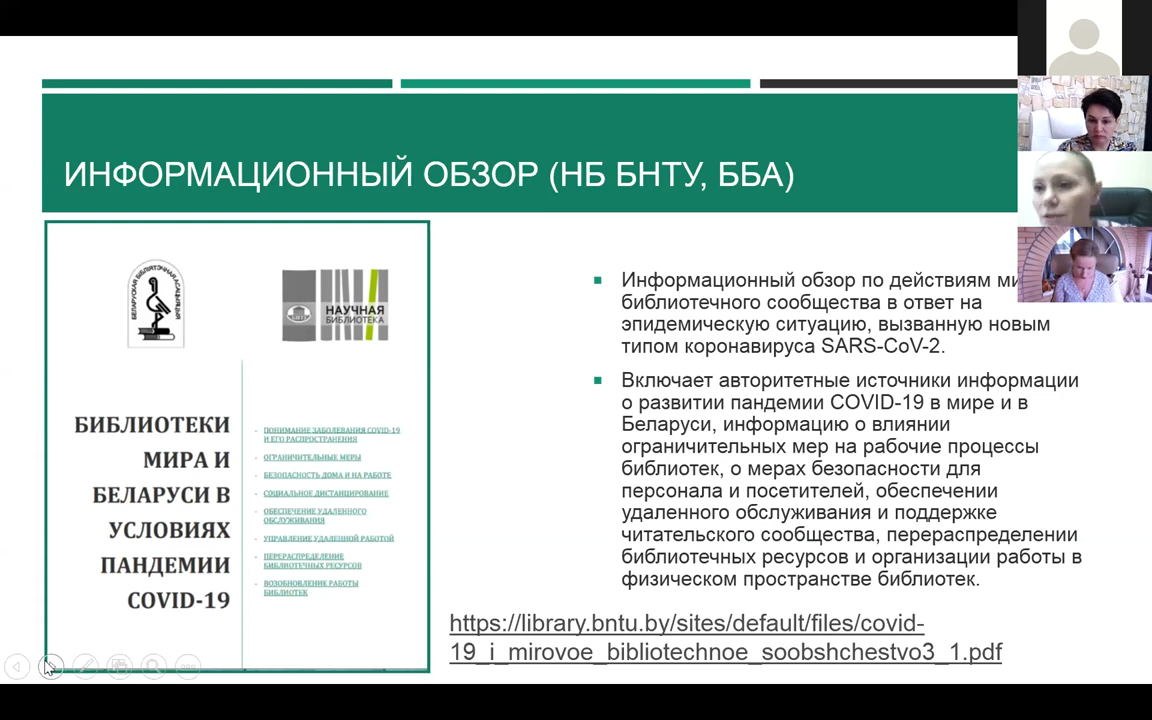 ИНФОРМАЦИОННЫЙ ОБЗОР (НБ БНТУ, ББА)
БЕЛАРУСКАЯ БІБЛІЯТЭЧНАЯ АСАЦЫЯЦЫЯ
НАУЧНАЯ
БИБЛИОТЕКА
БИБЛИОТЕКИ
МИРА И
БЕЛАРУСИ В
УСЛОВИЯХ
ПАНДЕМИИ
COVID-19
- ПОНИМАНИЕ ЗАБОЛЕВАНИЯ COVID-19
И ЕГО РАСПРОСТРАНЕНИЯ
- ОГРАНИЧИТЕЛЬНЫЕ МЕРЫ
- БЕЗОПАСНОСТЬ ДОМА И НА РАБОТЕ
- СОЦИАЛЬНОЕ ДИСТАНЦИРОВАНИЕ
- ОБЕСПЕЧЕНИЕ УДАЛЕННОГО
ОБСЛУЖИВАНИЯ
- УПРАВЛЕНИЕ УДАЛЕННОЙ РАБОТОЙ
- ПЕРЕРАСПРЕДЕЛЕНИЕ
БИБЛИОТЕЧНЫХ РЕСУРСОВ
- ВОЗОБНОВЛЕНИЕ РАБОТЫ
БИБЛИОТЕК
Информационный обзор по действиям
библиотечного сообщества в ответ на
эпидемическую ситуацию, вызванную новым
типом коронавируса SARS-CoV-2.
Включает авторитетные источники информации
о развитии пандемии COVID-19 в мире и в
Беларуси, информацию о влиянии
ограничительных мер на рабочие процессы
библиотек, о мерах безопасности для
персонала и посетителей, обеспечении
удаленного обслуживания и поддержке
читательского сообщества, перераспределении
библиотечных ресурсов и организации работы в
физическом пространстве библиотек.
https://library.bntu.by/sites/default/files/covid-
19_i_mirovoe_bibliotechnoe_soobshchestvo3_1.pdf